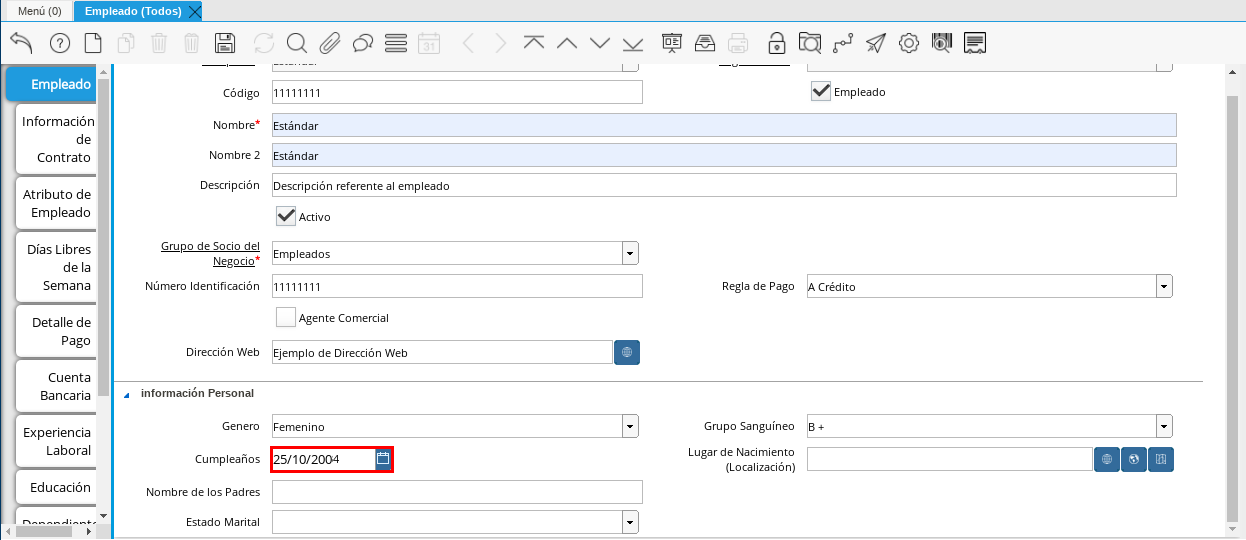 Menú (0)
Empleado (Todos)
31
Empleado
Información de Contrato
Atributo de Empleado
Días Libres de la Semana
Detalle de Pago
Cuenta Bancaria
Experiencia Laboral
Educación
Estándar
Código 11111111 Empleado
Nombre* Estándar
Nombre 2 Estándar
Descripción Descripción referente al empleado
Activo
Grupo de Socio del Negocio* Empleados
Número Identificación 11111111 Regla de Pago A Crédito
Agente Comercial
Dirección Web Ejemplo de Dirección Web
información Personal
Genero Femenino Grupo Sanguíneo B +
Cumpleaños 25/10/2004 Lugar de Nacimiento (Localización)
Nombre de los Padres
Estado Marital